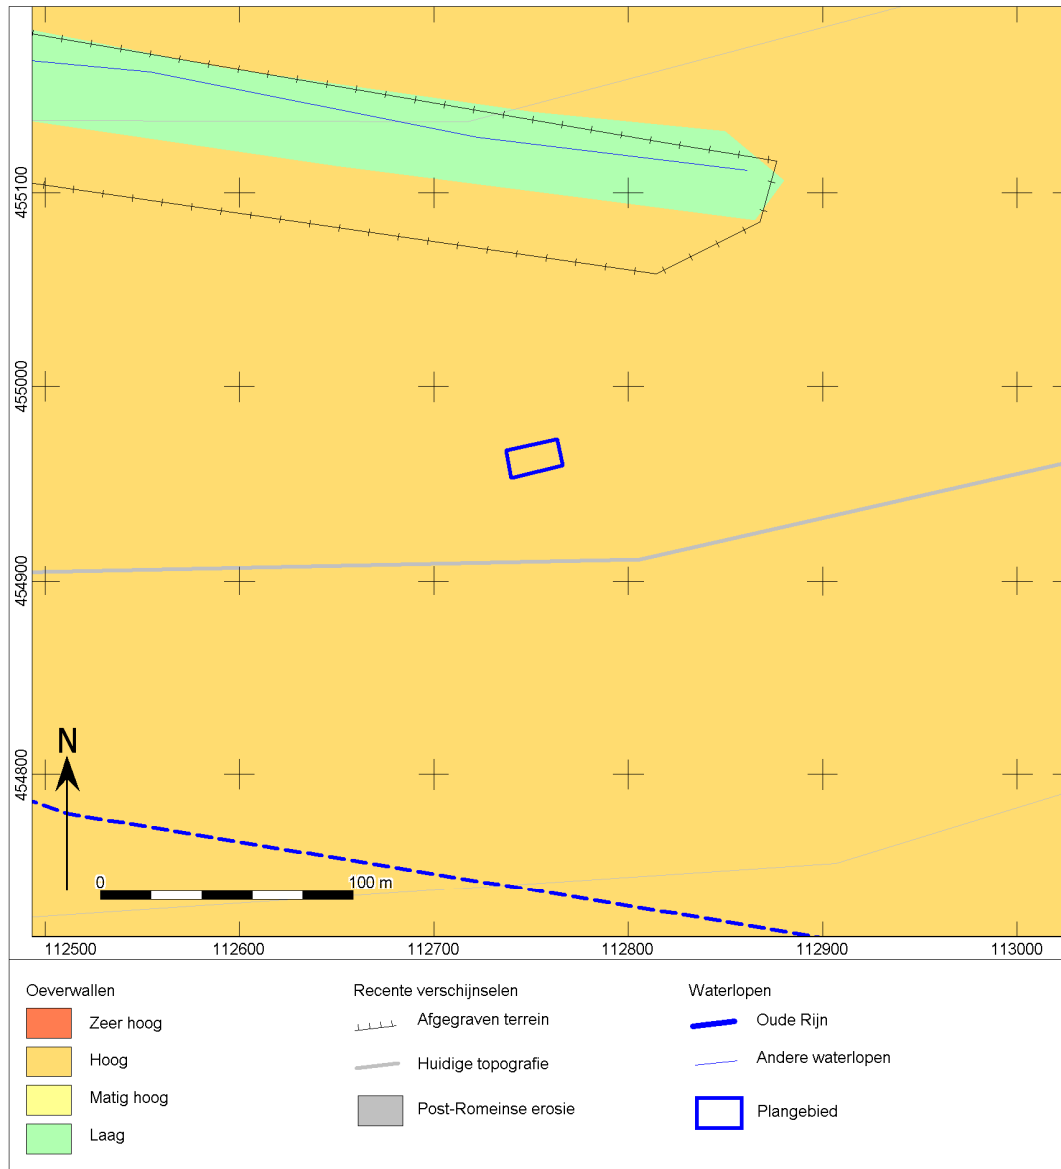 455100
455000
454900
454800
N
0 100 m
112500 112600 112700 112800 112900 113000
Oeverwallen
Zeer hoog
Hoog
Matig hoog
Laag
Recente verschijnselen
Afgegraven terrein
Huidige topografie
Post-Romeinse erosie
Waterlopen
Oude Rijn
Andere waterlopen
Plangebied